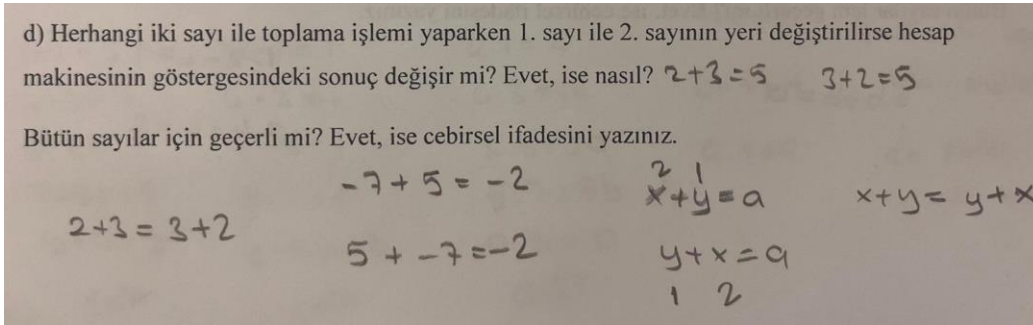 d) Herhangi iki sayı ile toplama işlemi yaparken 1. sayı ile 2. sayının yeri değiştirilirse hesap
makinesinin göstergesindeki sonuç değişir mi? Evet, ise nasıl? 2+3=5 3+2=5
Bütün sayılar için geçerli mi? Evet, ise cebirsel ifadesini yazınız.
2+3=3+2
-7+5=-2
5+-7=-2
2 1
x+y=a
y+x=a
1 2
x+y=y+x